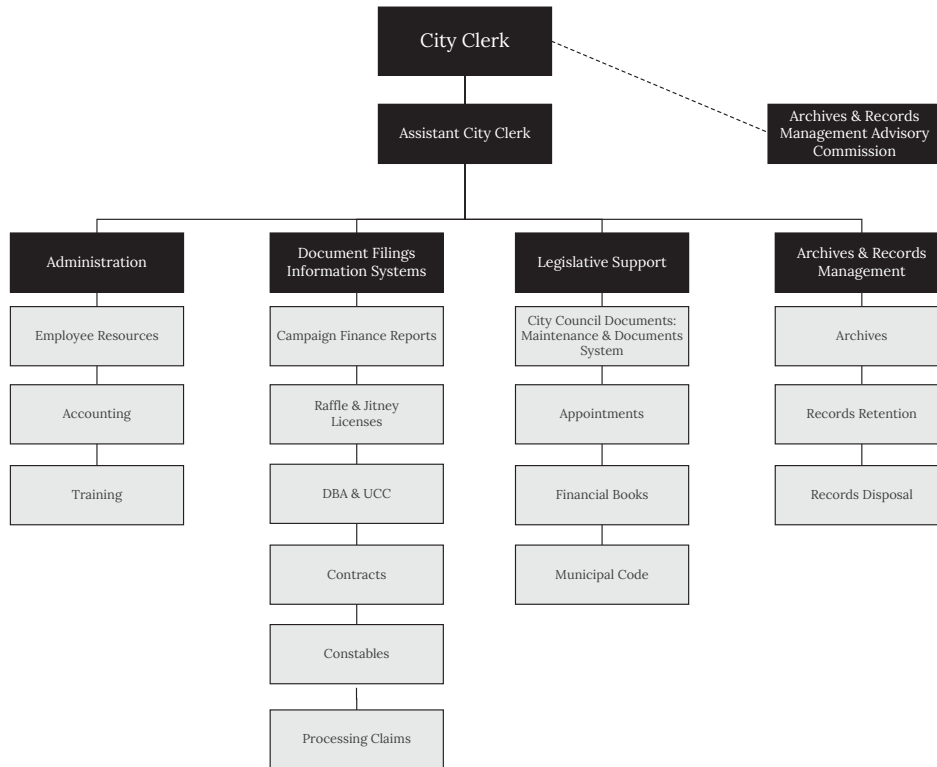 City Clerk
Assistant City Clerk
Archives & Records
Management Advisory
Commission
Administration
Employee Resources
Accounting
Training
Document Filings
Information Systems
Campaign Finance Reports
Raffle & Jitney
Licenses
DBA & UCC
Contracts
Constables
Processing Claims
Legislative Support
City Council Documents:
Maintenance & Documents
System
Appointments
Financial Books
Municipal Code
Archives & Records
Management
Archives
Records Retention
Records Disposal